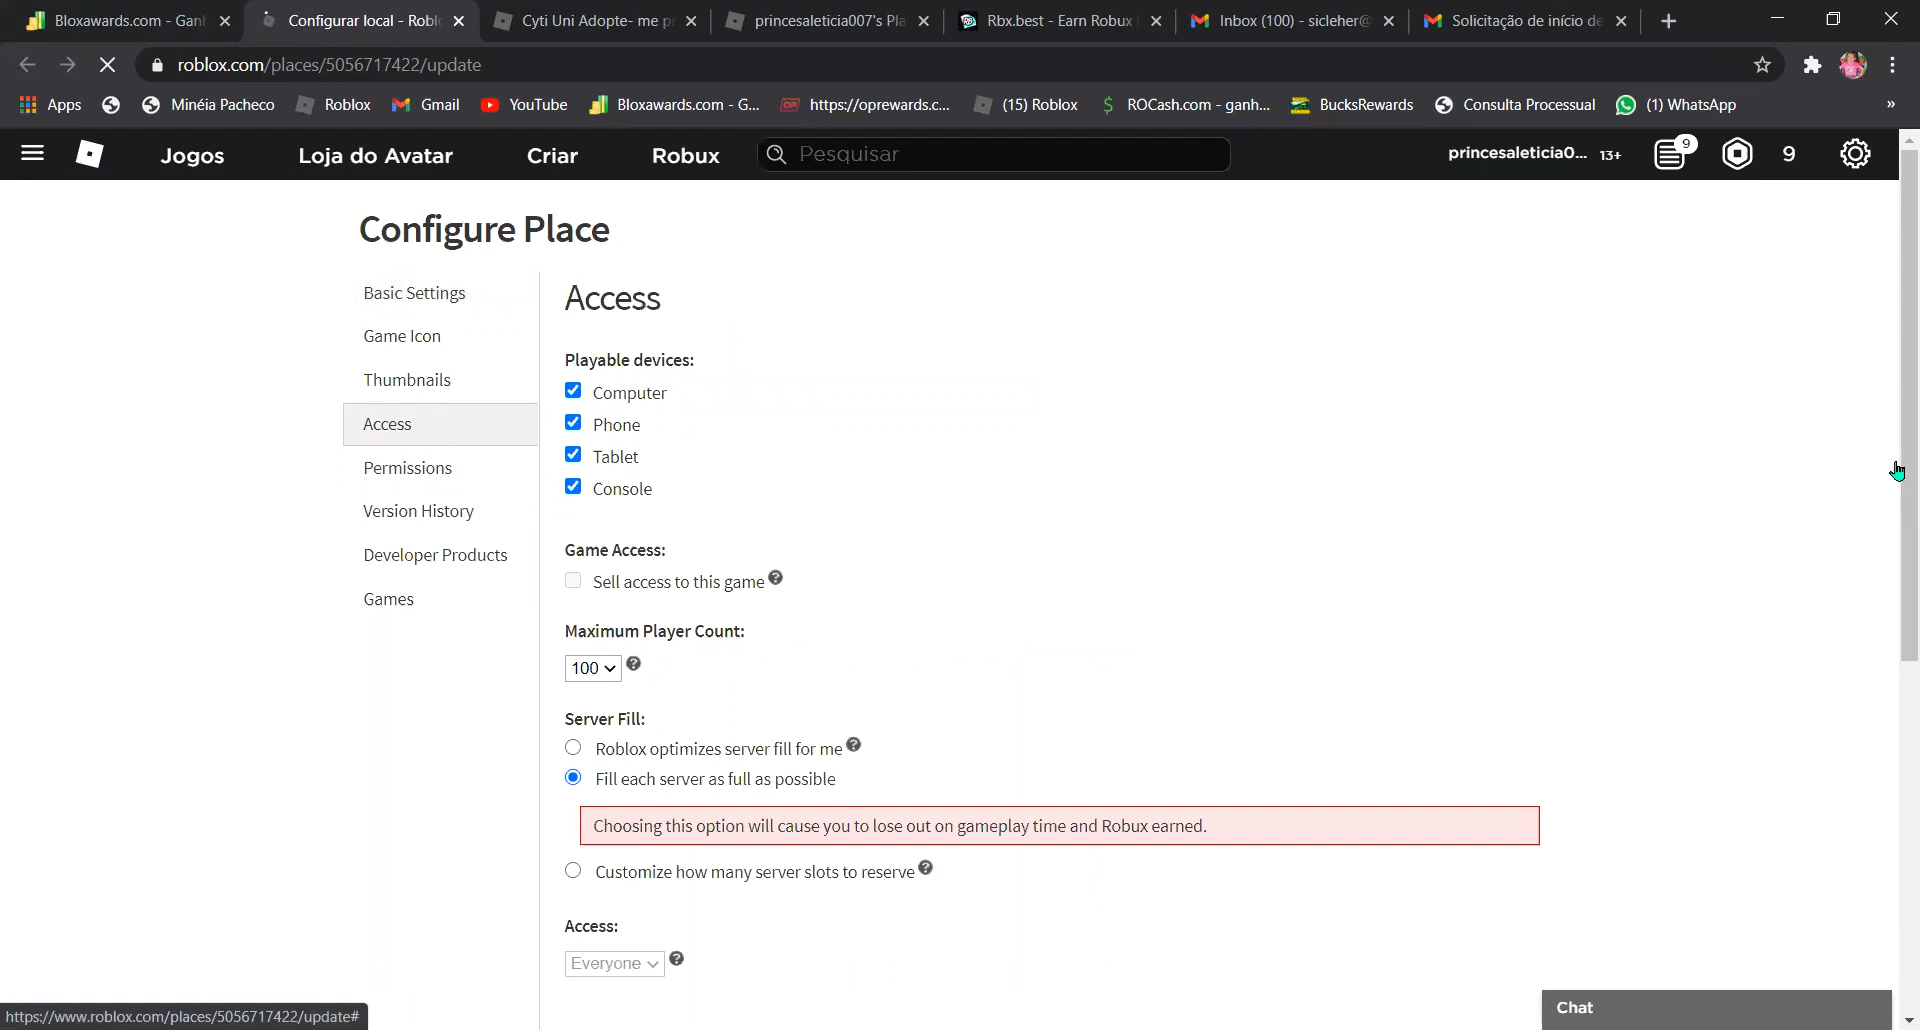 Bloxawards.com - Ganh
Configurar local - Robl
Cyti Uni Adopte- me p
princesaleticia007's Pla
Rbx.best - Earn Robux
Inbox (100) - sicleher@
Solicitação de início de
roblox.com/places/5056717422/update
Apps
Minéia Pacheco
Roblox
Gmail
YouTube
Bloxawards.com - G...
OP
https://oprewards.c...
(15) Roblox
$
ROCash.com - ganh...
BucksRewards
Consulta Processual
(1) WhatsApp
»
Jogos
Loja do Avatar
Criar
Robux
Pesquisar
princesaleticia0... 13+
9
9
Configure Place
Basic Settings
Game Icon
Thumbnails
Access
Permissions
Version History
Developer Products
Games
Access
Playable devices:
Computer
Phone
Tablet
Console
Game Access:
Sell access to this game ?
Maximum Player Count:
100 ?
Server Fill:
Roblox optimizes server fill for me ?
Fill each server as full as possible
Choosing this option will cause you to lose out on gameplay time and Robux earned.
Customize how many server slots to reserve ?
Access:
Everyone ?
Chat
https://www.roblox.com/places/5056717422/update#